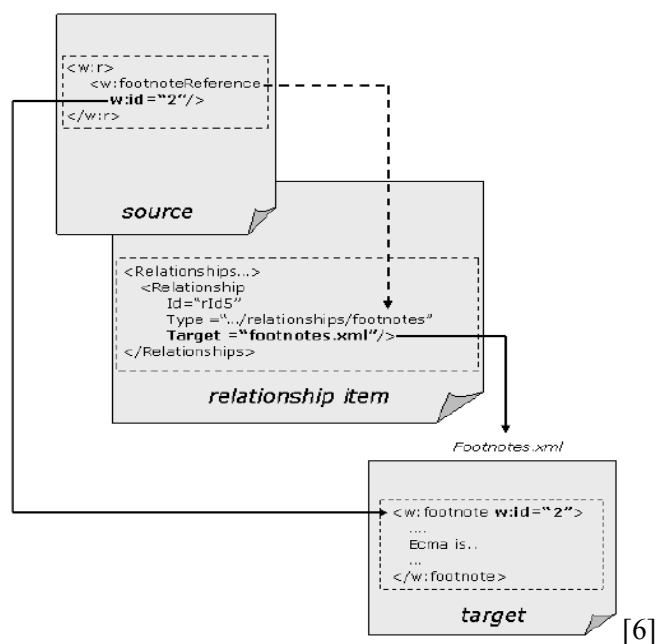 <w:r>
<w:footnoteReference
w:id="2"/>
</w:r>
source
<Relationships...>
<Relationship
Id="rId5"
Type =".../relationships/footnotes"
Target ="footnotes.xml"/>
</Relationships>
relationship item
Footnotes.xml
<w:footnote w:id="2">
....
Ecma is..
...
</w:footnote>
target
[6]